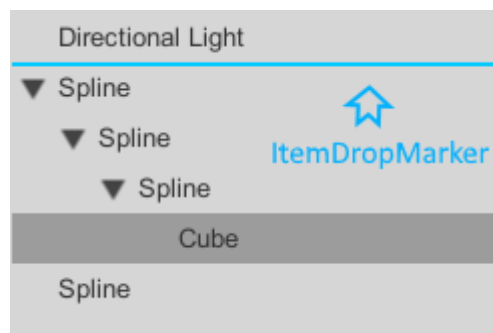 Directional Light
Spline
Spline
ItemDropMarker
Spline
Cube
Spline